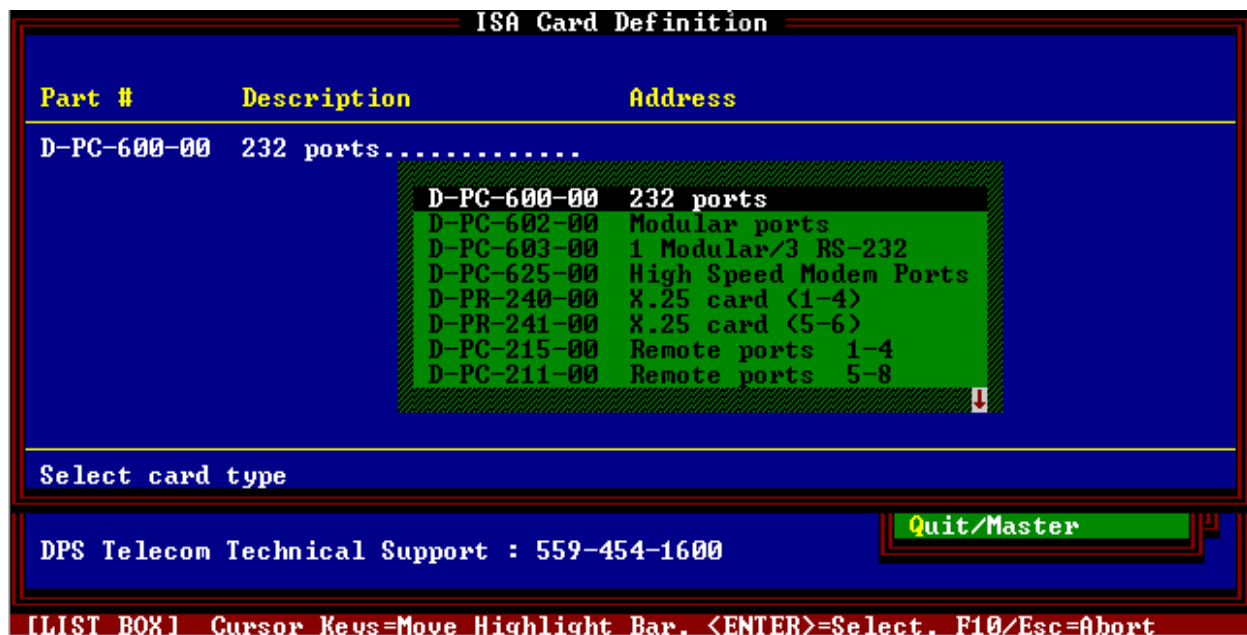 ISA Card Definition
Part # Description Address
D-PC-600-00 232 ports.............
D-PC-600-00 232 ports
D-PC-602-00 Modular ports
D-PC-603-00 1 Modular/3 RS-232
D-PC-625-00 High Speed Modem Ports
D-PR-240-00 X.25 card (1-4)
D-PR-241-00 X.25 card (5-6)
D-PC-215-00 Remote ports 1-4
D-PC-211-00 Remote ports 5-8
Select card type
Quit/Master
DPS Telecom Technical Support : 559-454-1600
[LIST BOX] Cursor Keys=Move Highlight Bar. <ENTER>=Select. F10/Esc=Abort